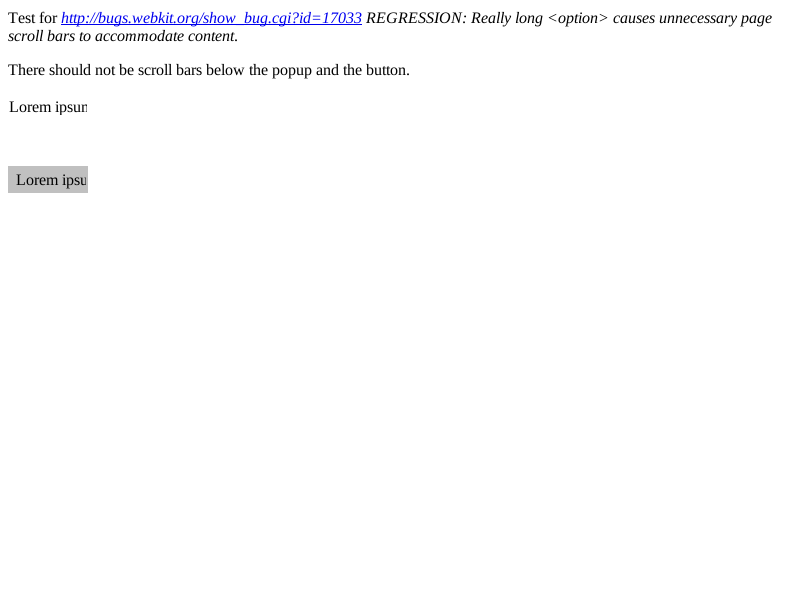 Test for http://bugs.webkit.org/show_bug.cgi?id=17033 REGRESSION: Really long <option> causes unnecessary page
scroll bars to accommodate content.
There should not be scroll bars below the popup and the button.
Lorem ipsum
Lorem ipsu